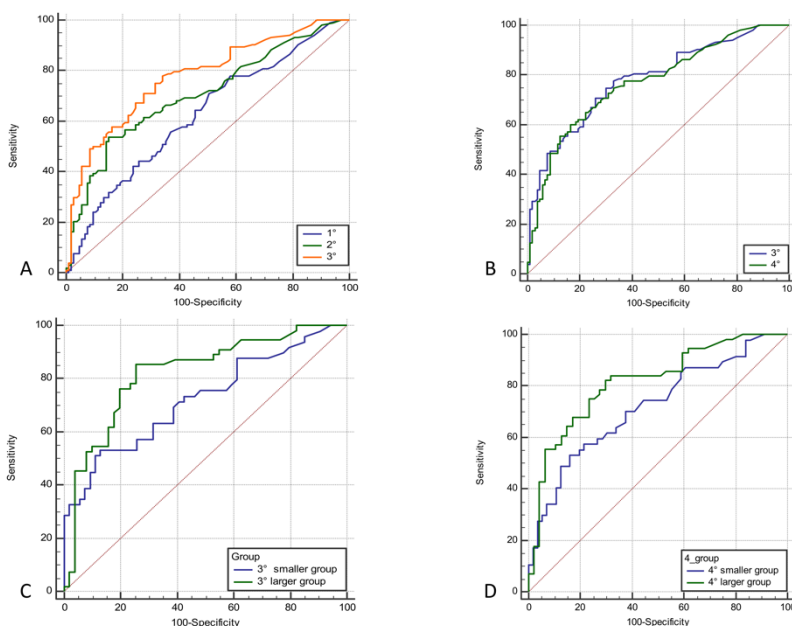 100
80
60
40
20
0
Sensitivity
0 20 40 60 80 100
100-Specificity
1°
2°
3°
A
100
80
60
40
20
0
Sensitivity
0 20 40 60 80 100
100-Specificity
3°
4°
B
100
80
60
40
20
0
Sensitivity
0 20 40 60 80 100
100-Specificity
Group
3° smaller group
3° larger group
C
100
80
60
40
20
0
Sensitivity
0 20 40 60 80 100
100-Specificity
4_group
4° smaller group
4° larger group
D